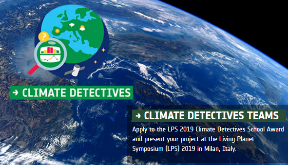 → CLIMATE DETECTIVES
→ CLIMATE DETECTIVES TEAMS
Apply to the LPS 2019 Climate Detectives School Award
and present your project at the Living Planet
Symposium (LPS) 2019 in Milan, Italy.